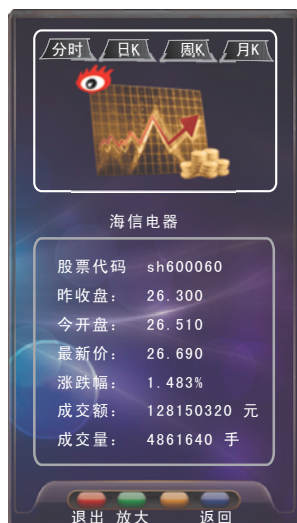 分时 日K 周K 月K
海信电器
股票代码 sh600060
昨收盘： 26.300
今开盘： 26.510
最新价： 26.690
涨跌幅： 1.483%
成交额： 128150320 元
成交量： 4861640 手
退出 放大 返回